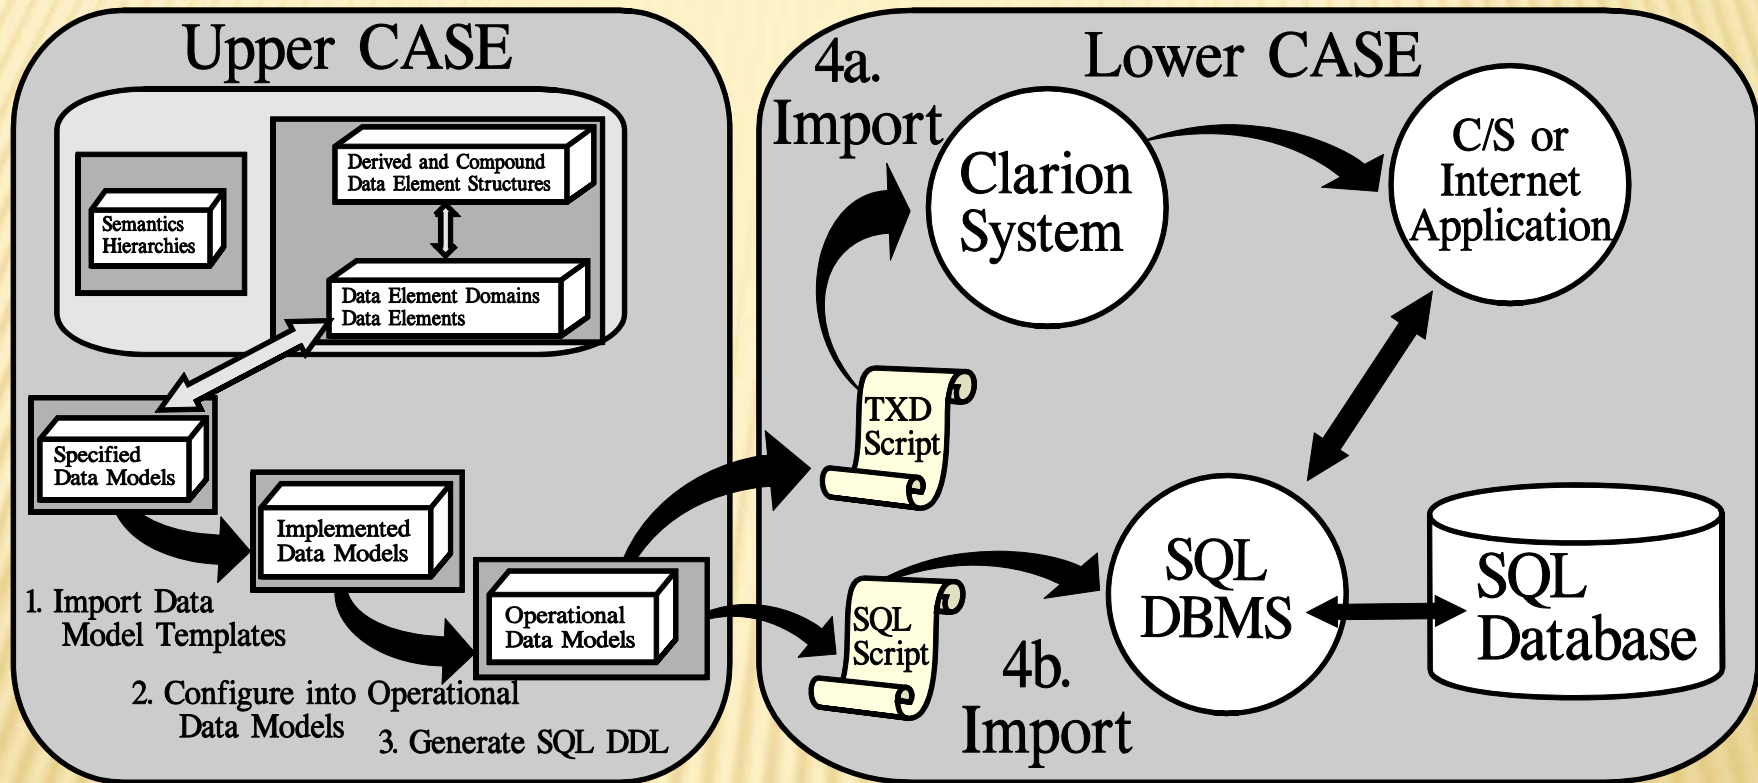 Upper CASE
Derived and Compound
Data Element Structures
Semantics
Hierarchies
Data Element Domains
Data Elements
Specified
Data Models
Implemented
Data Models
Operational
Data Models
1. Import Data
Model Templates
2. Configure into Operational
Data Models
3. Generate SQL DDL
Lower CASE
4a.
Import
Clarion
System
C/S or
Internet
Application
TXD
Script
SQL
Script
4b.
Import
SQL
DBMS
SQL
Database